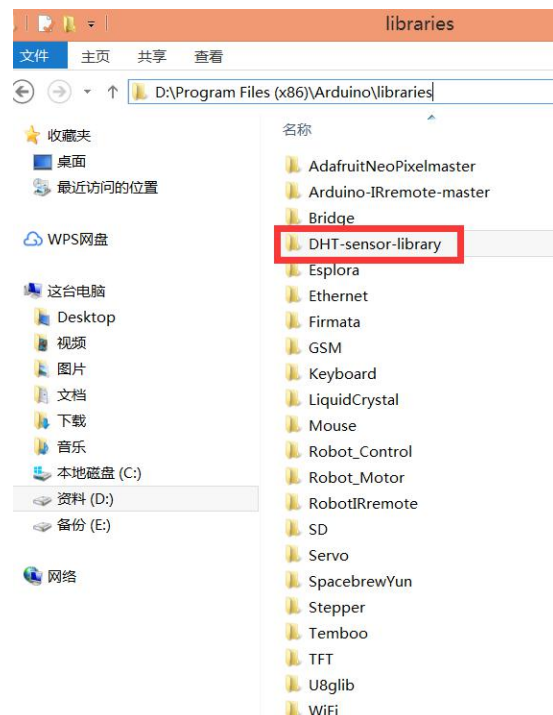 libraries
文件 主页 共享 查看
D:\Program Files (x86)\Arduino\libraries
收藏夹
桌面
最近访问的位置
WPS网盘
这台电脑
Desktop
视频
图片
文档
下载
音乐
本地磁盘 (C:)
资料 (D:)
备份 (E:)
网络
名称
AdafruitNeoPixelmaster
Arduino-IRremote-master
Bridge
DHT-sensor-library
Esplora
Ethernet
Firmata
GSM
Keyboard
LiquidCrystal
Mouse
Robot_Control
Robot_Motor
RobotIRremote
SD
Servo
SpacebrewYun
Stepper
Temboo
TFT
U8glib
WiFi